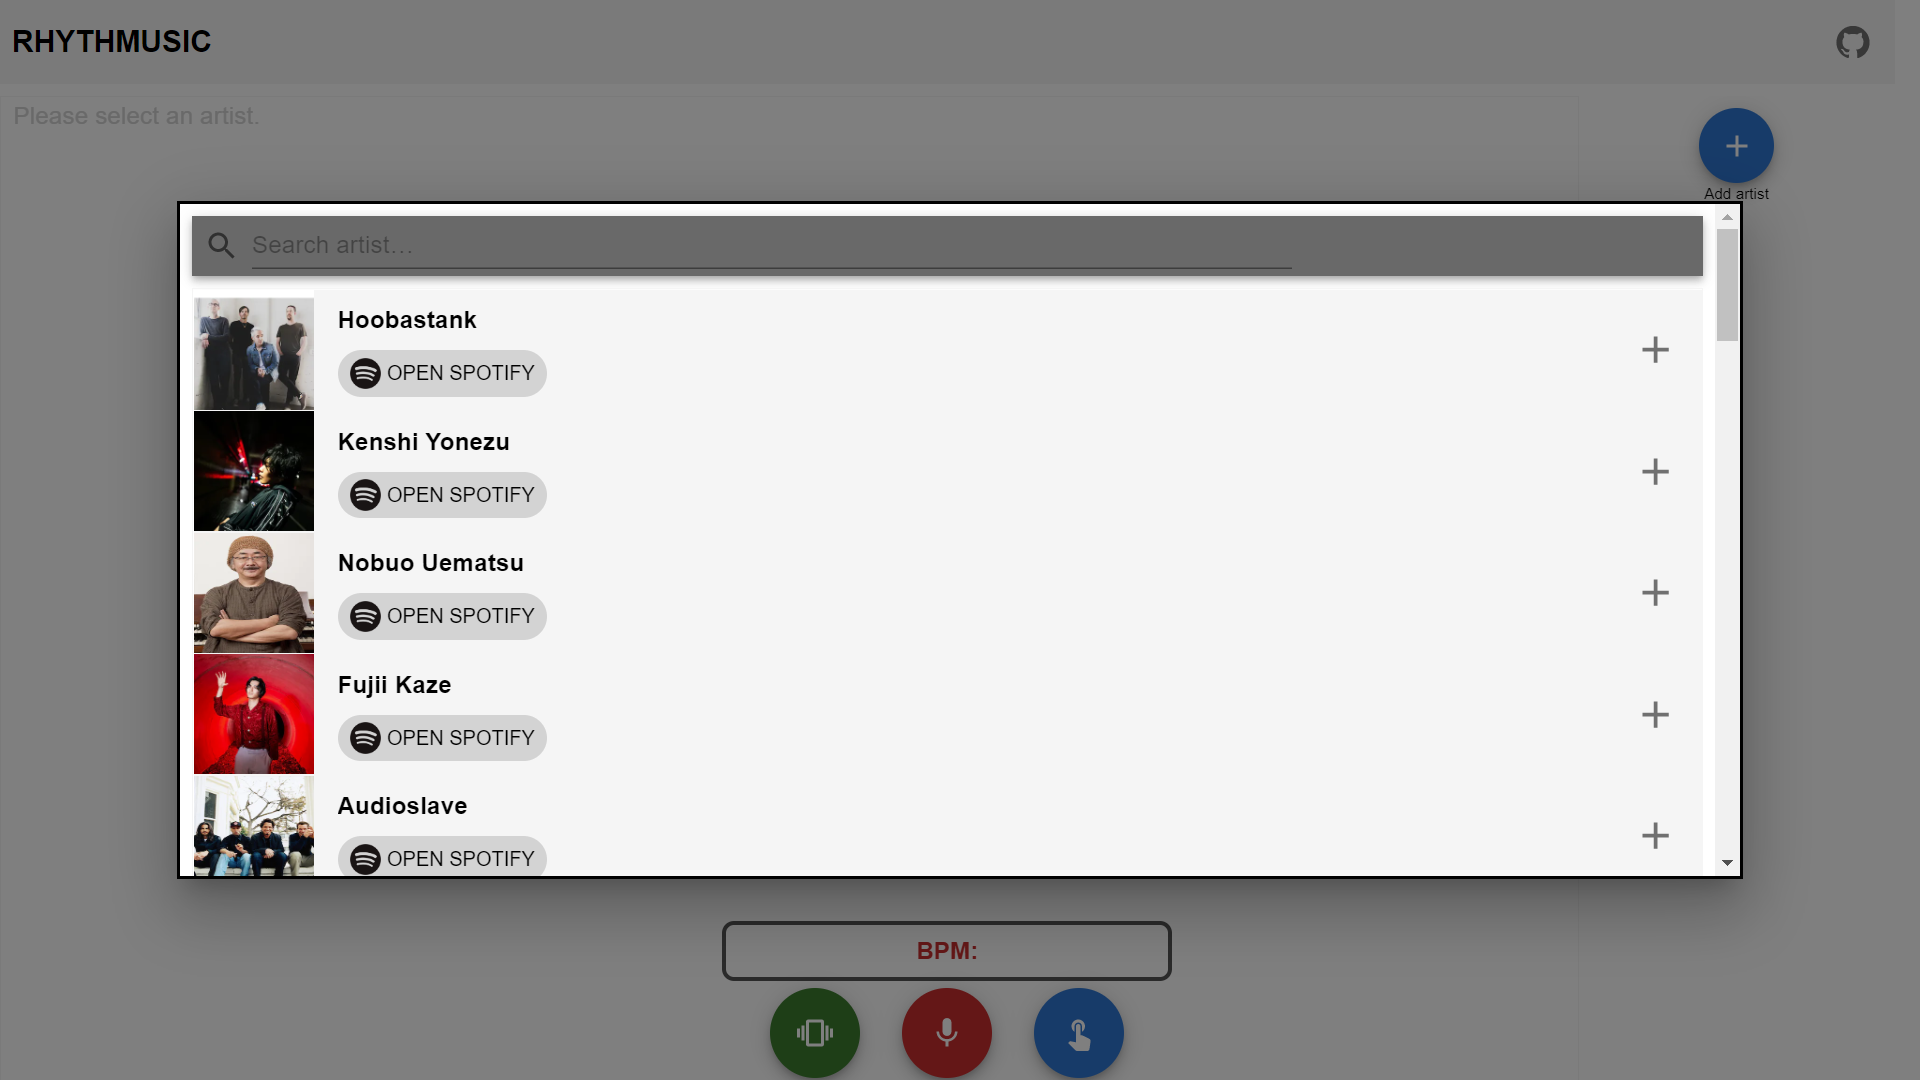 RHYTHMUSIC
Please select an artist.
Add artist
Search artist...
Hoobastank
OPEN SPOTIFY
Kenshi Yonezu
OPEN SPOTIFY
Nobuo Uematsu
OPEN SPOTIFY
Fujii Kaze
OPEN SPOTIFY
Audioslave
OPEN SPOTIFY
BPM: